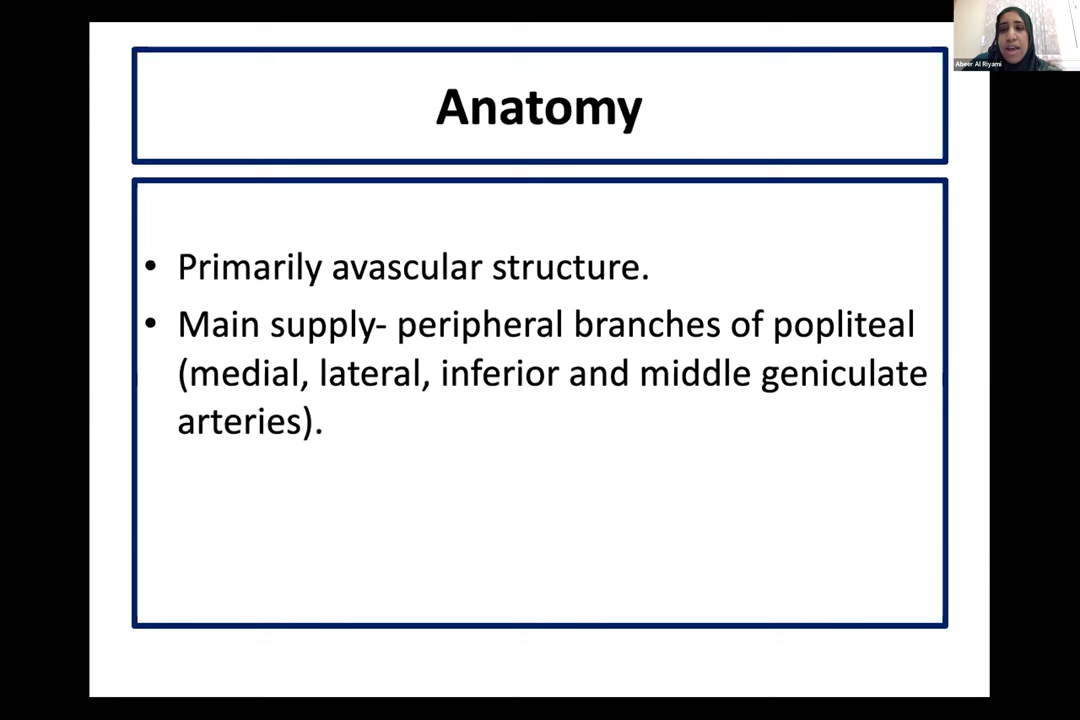 Abeer Al Riyami
Anatomy
• Primarily avascular structure.
• Main supply- peripheral branches of popliteal
(medial, lateral, inferior and middle geniculate
arteries).